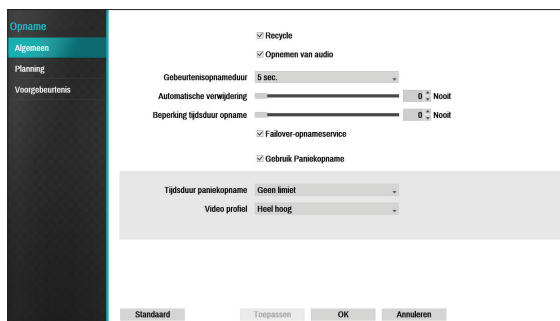 Opname
Algemeen
Planning
Voorgebeurtenis
Recycle
Opnemen van audio
Gebeurtenisopnameduur 5 sec.
Automatische verwijdering 0 Nooit
Beperking tijdsduur opname 0 Nooit
Failover-opnameservice
Gebruik Paniekopname
Tijdsduur paniekopname Geen limiet
Video profiel Heel hoog
Standaard Toepassen OK Annuleren